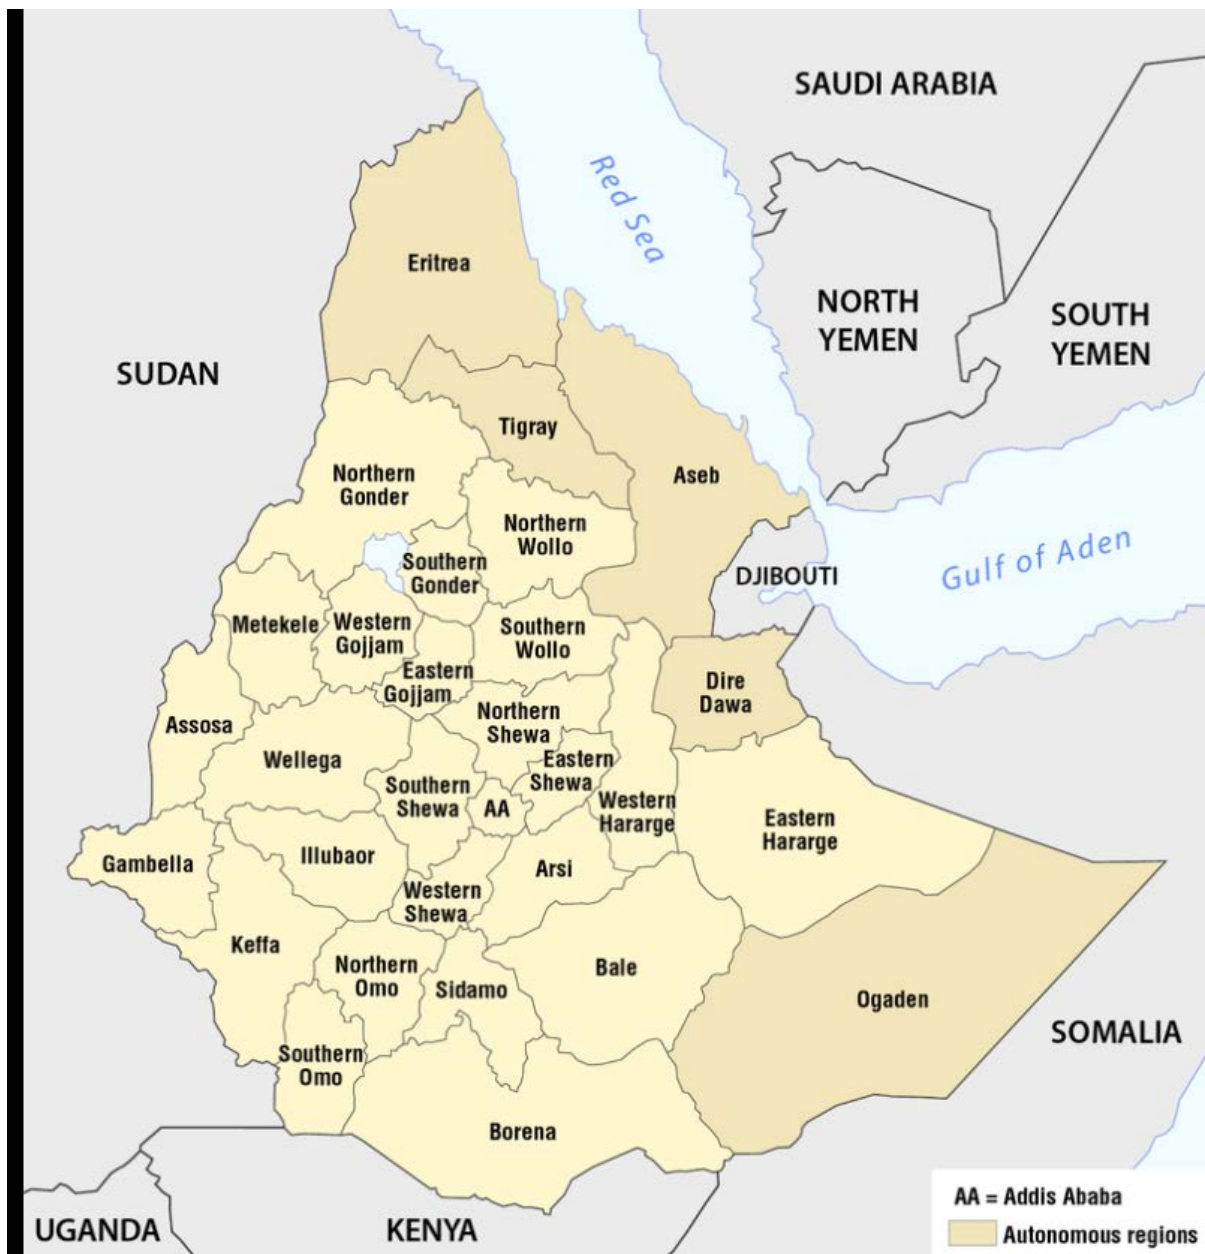 SAUDI ARABIA
Red Sea
Eritrea
NORTH
YEMEN
SOUTH
YEMEN
SUDAN
Tigray
Aseb
Northern
Gonder
Northern
Wollo
Southern
Gonder
DJIBOUTI
Gulf of Aden
Metekele
Western
Gojjam
Southern
Wollo
Eastern
Gojjam
Dire
Dawa
Assosa
Northern
Shewa
Wellega
Eastern
Shewa
Southern
Shewa
AA
Western
Hararge
Eastern
Hararge
Gambella
Illubaor
Arsi
Western
Shewa
Keffa
Northern
Omo
Sidamo
Bale
Ogaden
SOMALIA
Southern
Omo
Borena
AA = Addis Ababa
Autonomous regions
UGANDA
KENYA